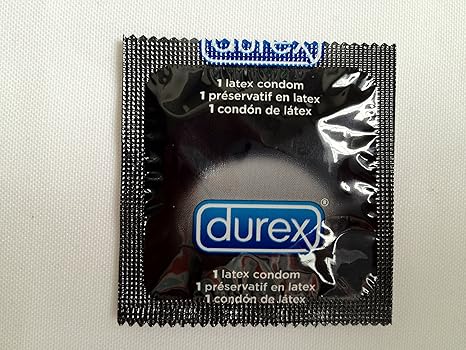 durex
1 latex condom
1 préservatif en latex
1 condón de látex
durex®
1 latex condom
1 préservatif en latex
1 condón de látex